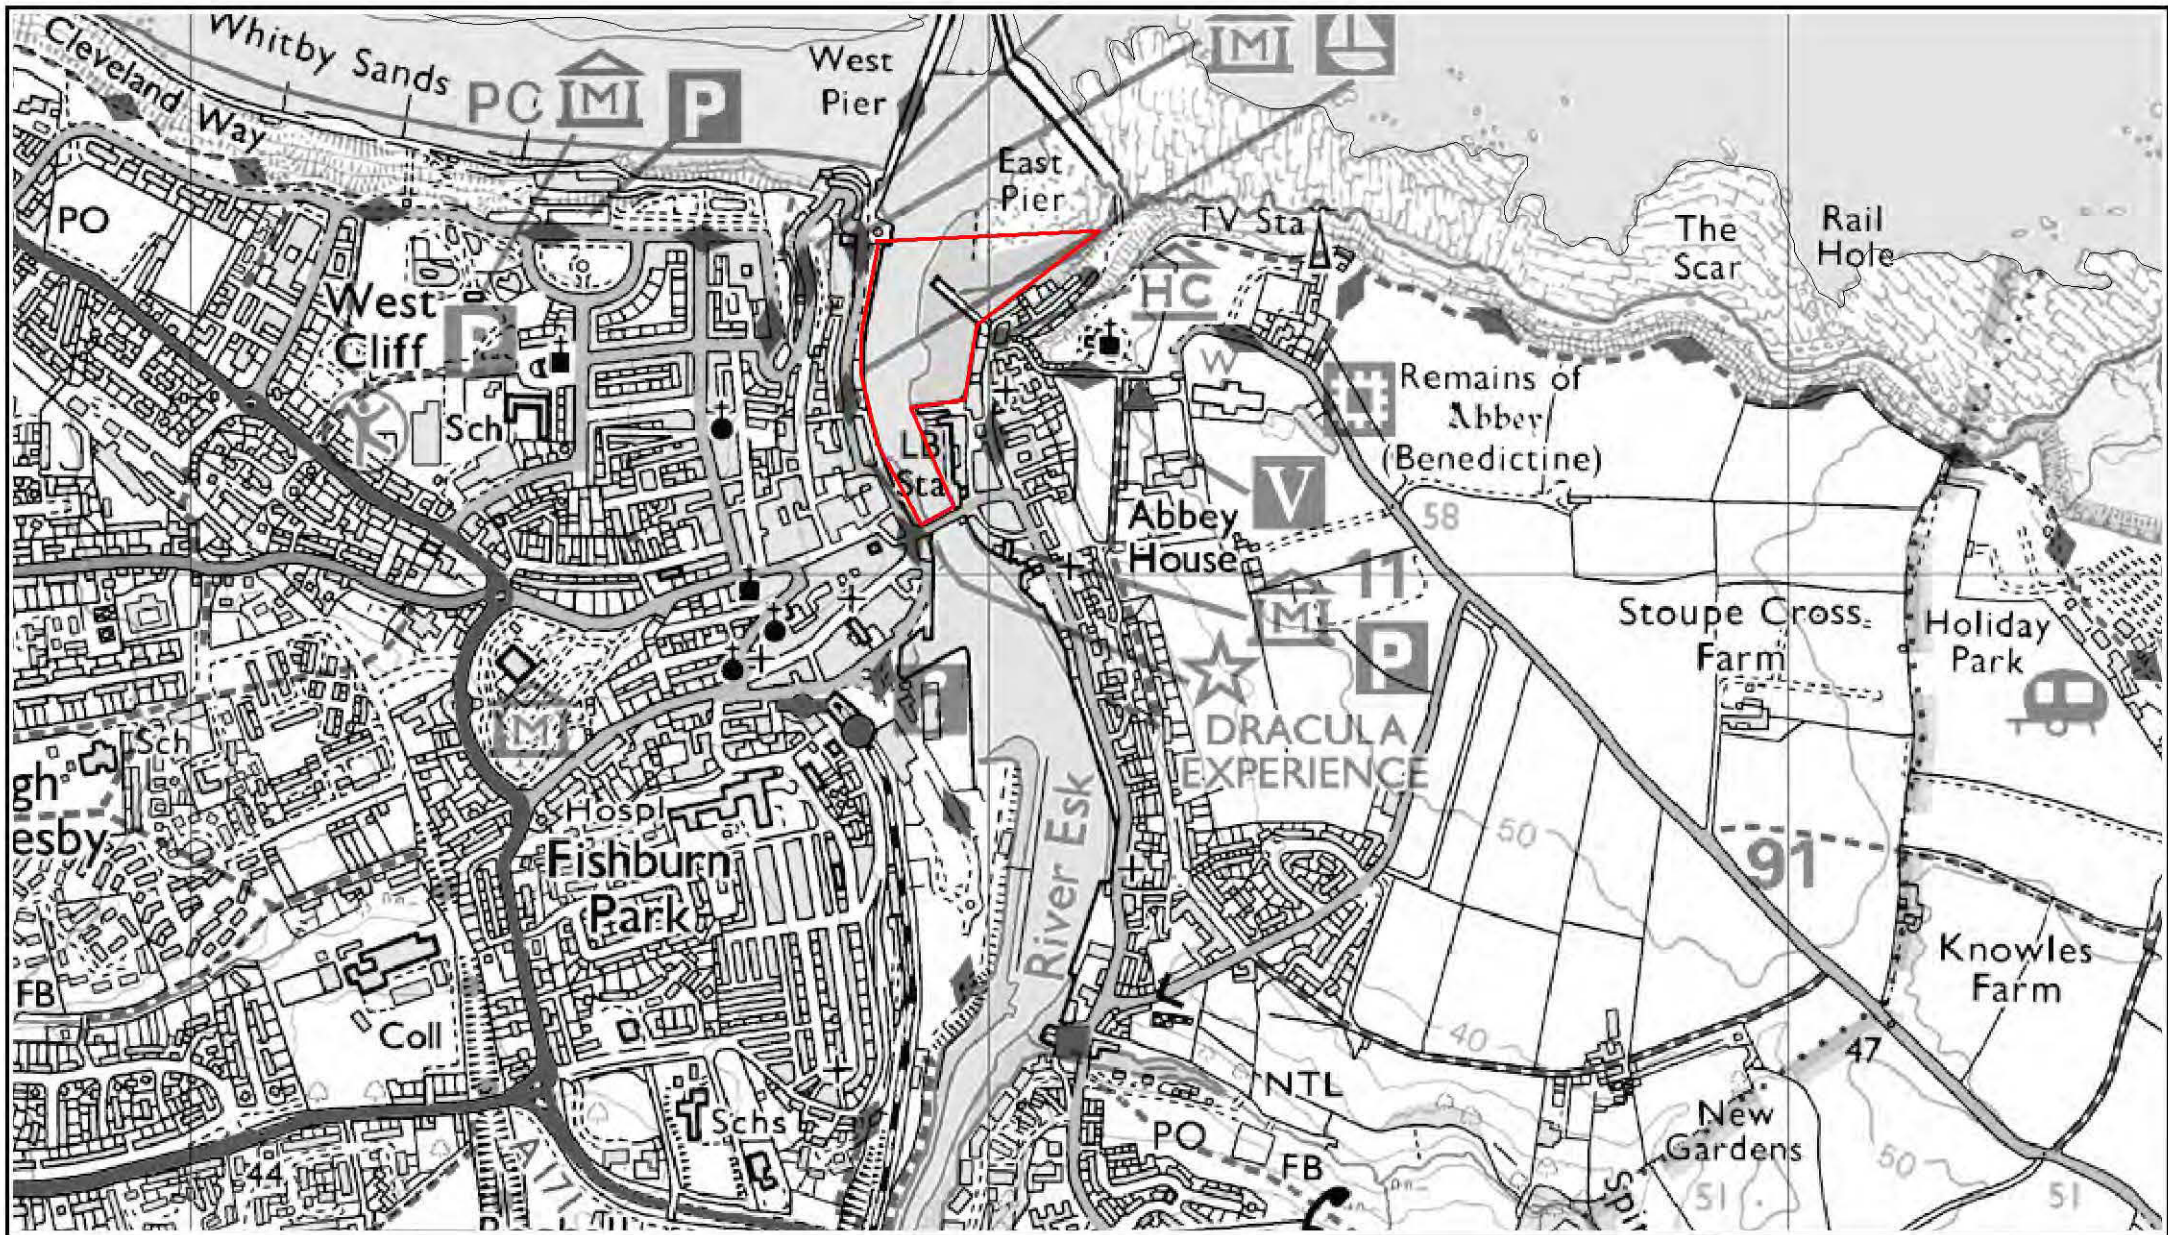 Whitby Sands
Cleveland Way
PC
M
P
West
Pier
M
East
Pier
TV Sta
The
Scar
Rail
Hole
PO
West
Cliff
P
HC
W
Sch
LB
Sta
Remains of
Abbey
(Benedictine)
V
58
Abbey
House
11
M
P
Stoupe Cross
Farm
Holiday
Park
DRACULA
EXPERIENCE
M
Sch
gh
esby
Hospl
Fishburn
Park
River Esk
50
91
Knowles
Farm
FB
Coll
40
47
NTL
New
Gardens
Schs
PO
FB
44
A171
50
51
51